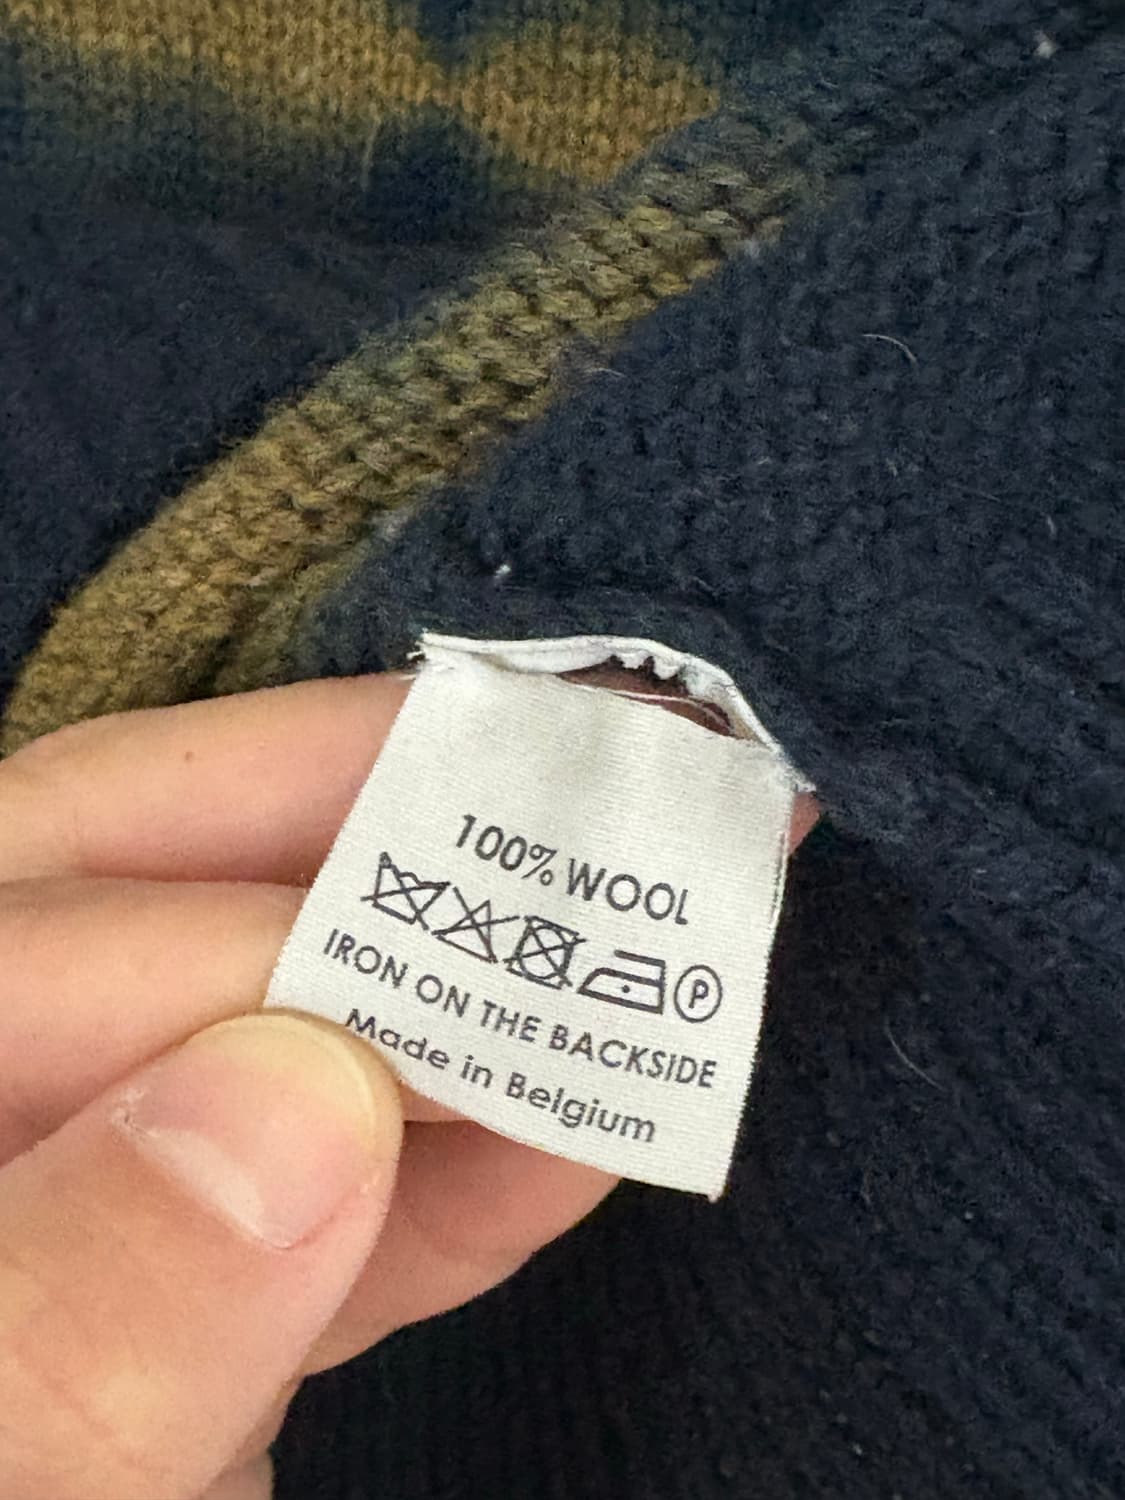 100% WOOL
P
IRON ON THE BACKSIDE
Made in Belgium